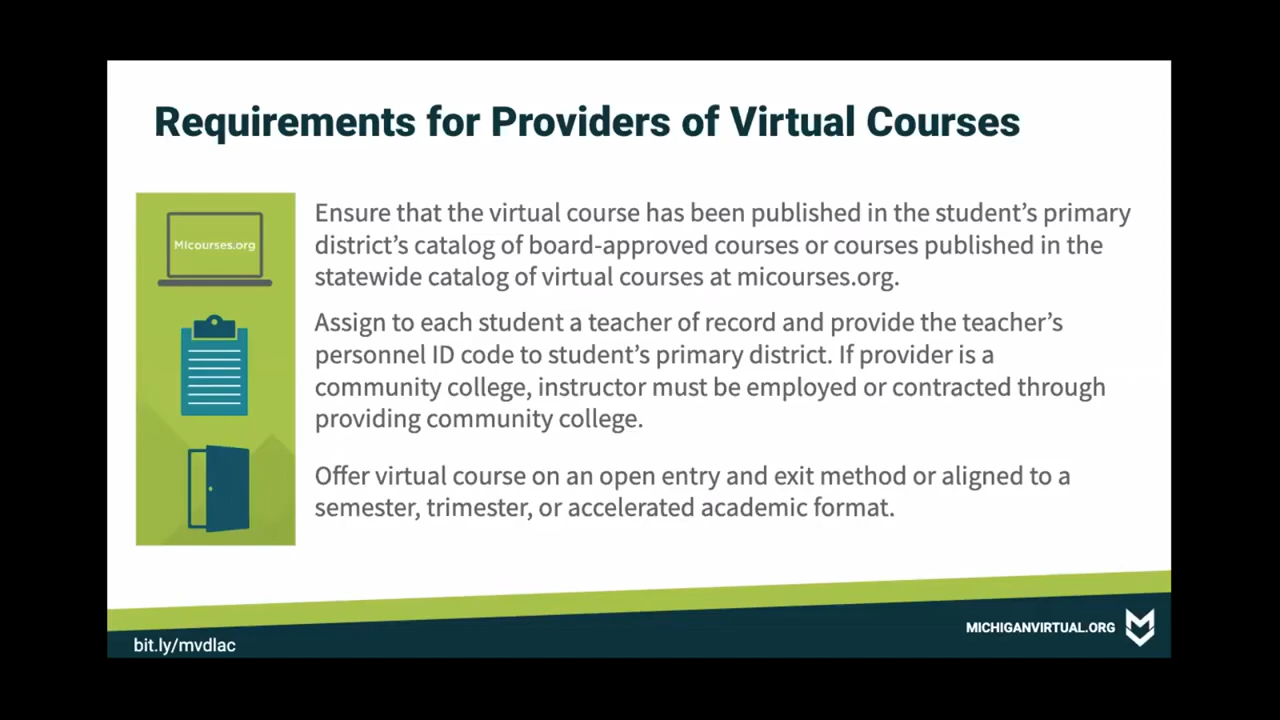 Requirements for Providers of Virtual Courses
MIcourses.org
Ensure that the virtual course has been published in the student’s primary
district’s catalog of board-approved courses or courses published in the
statewide catalog of virtual courses at micourses.org.
Assign to each student a teacher of record and provide the teacher’s
personnel ID code to student’s primary district. If provider is a
community college, instructor must be employed or contracted through
providing community college.
Offer virtual course on an open entry and exit method or aligned to a
semester, trimester, or accelerated academic format.
bit.ly/mvdlac
MICHIGANVIRTUAL.ORG